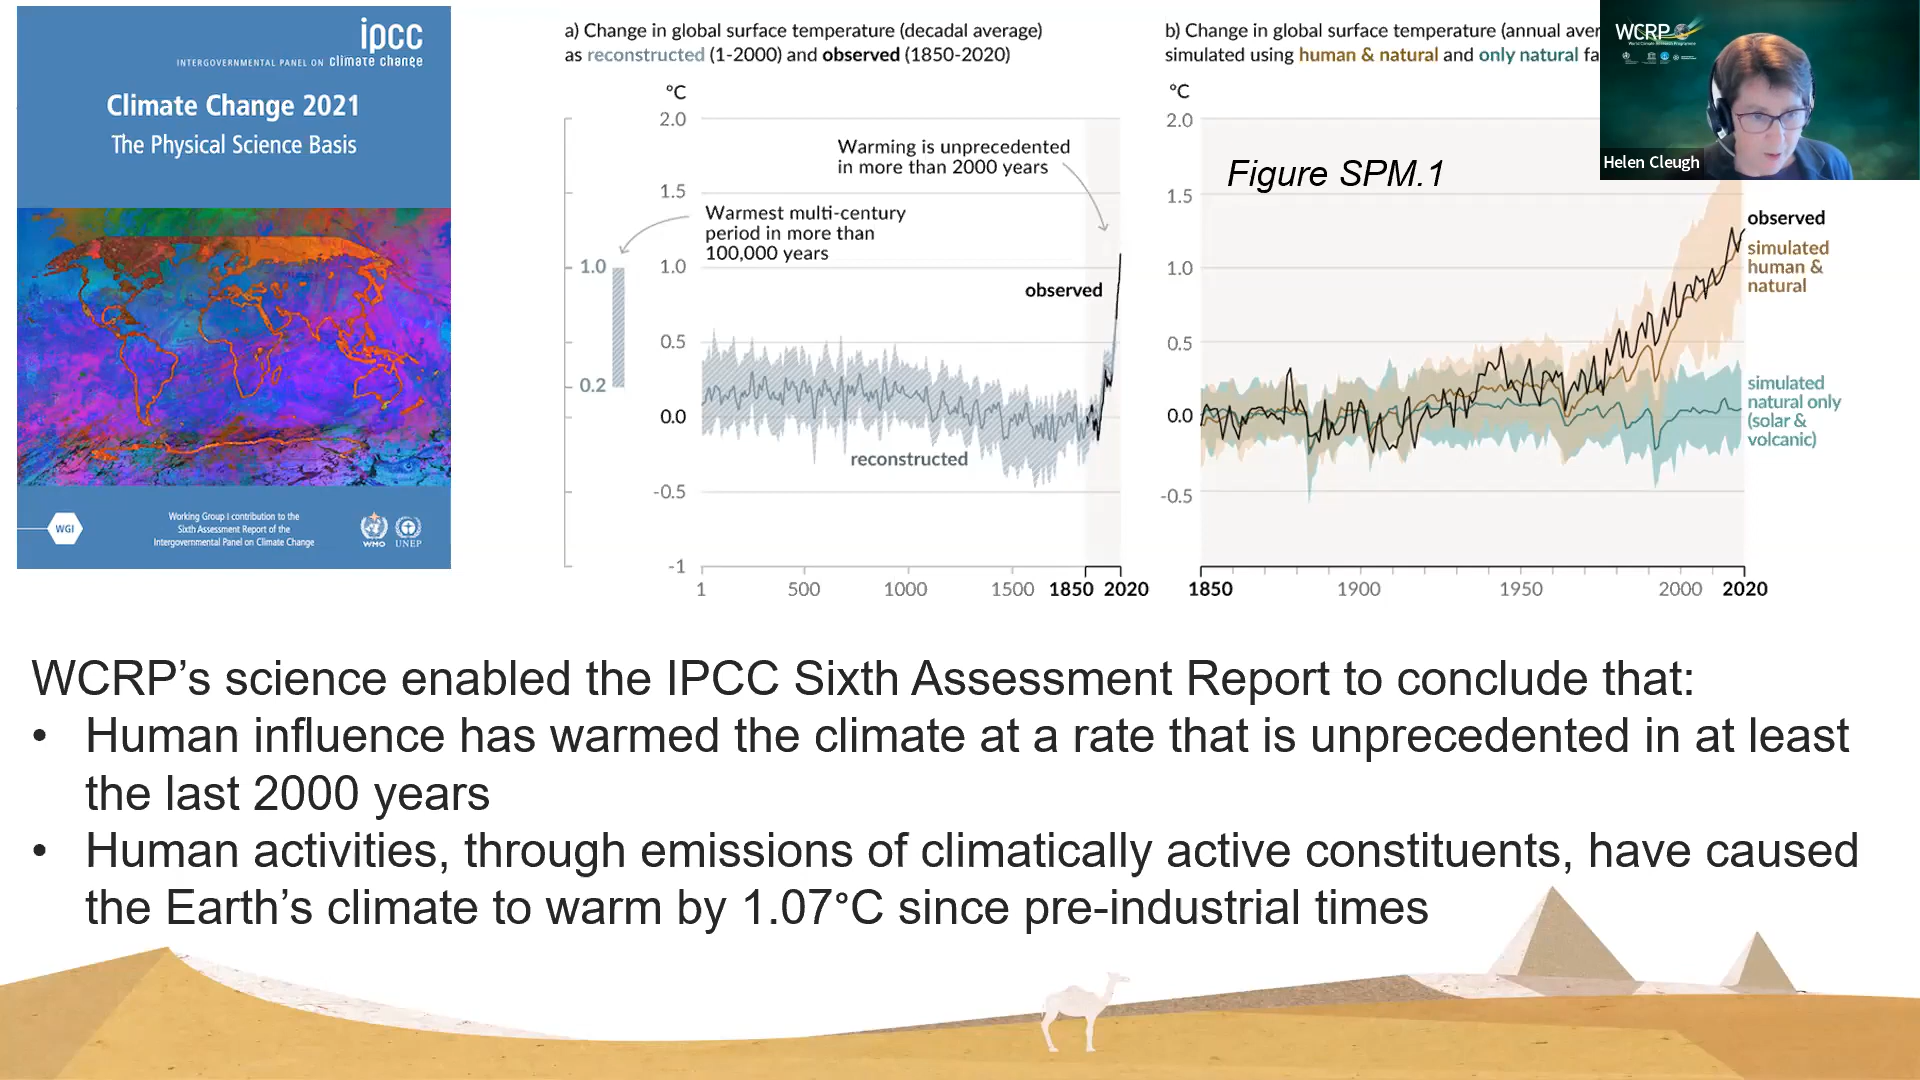 ipcc
INTERGOVERNMENTAL PANEL ON climate change
Climate Change 2021
The Physical Science Basis
WGI
Working Group I contribution to the
Sixth Assessment Report of the
Intergovernmental Panel on Climate Change
WMO
UNEP
a) Change in global surface temperature (decadal average)
as reconstructed (1-2000) and observed (1850-2020)
°C
2.0
1.5
1.0
0.5
0.0
-0.5
-1
1.0
0.2
Warming is unprecedented
in more than 2000 years
Warmest multi-century
period in more than
100,000 years
observed
reconstructed
1
500
1000
1500
1850
2020
b) Change in global surface temperature (annual aver
simulated using human & natural and only natural fa
°C
2.0
1.5
1.0
0.5
0.0
-0.5
Figure SPM.1
observed
simulated
human &
natural
simulated
natural only
(solar &
volcanic)
1850
1900
1950
2000
2020
WCRP
World Climate Research Programme
Helen Cleugh
WCRP’s science enabled the IPCC Sixth Assessment Report to conclude that:
• Human influence has warmed the climate at a rate that is unprecedented in at least
the last 2000 years
• Human activities, through emissions of climatically active constituents, have caused
the Earth’s climate to warm by 1.07°C since pre-industrial times